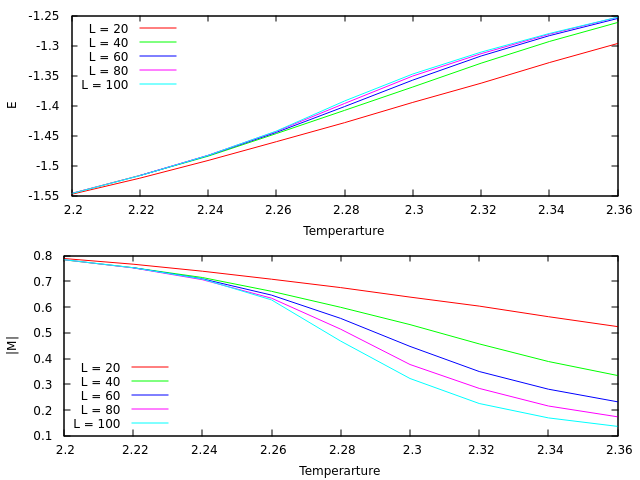 -1.25
-1.3
-1.35
-1.4
-1.45
-1.5
-1.55
E
L = 20
L = 40
L = 60
L = 80
L = 100
2.2 2.22 2.24 2.26 2.28 2.3 2.32 2.34 2.36
Temperarture
0.8
0.7
0.6
0.5
0.4
0.3
0.2
0.1
|M|
L = 20
L = 40
L = 60
L = 80
L = 100
2.2 2.22 2.24 2.26 2.28 2.3 2.32 2.34 2.36
Temperarture